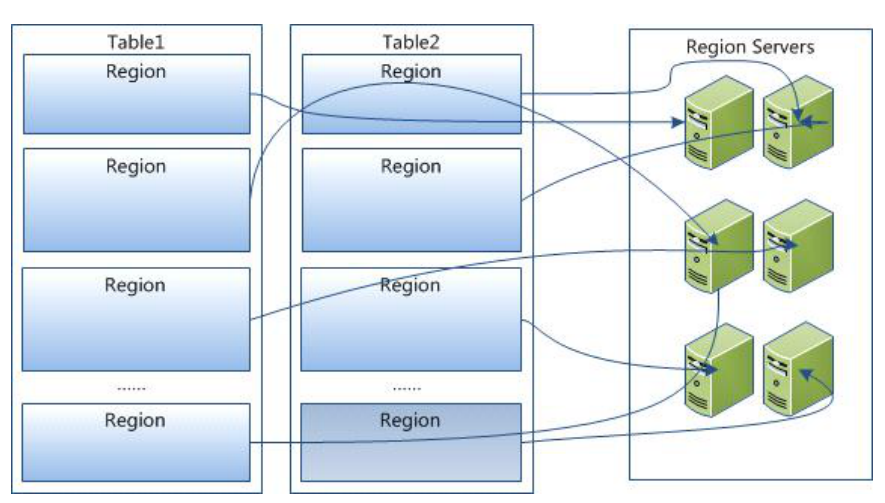 Table1
Region
Region
Region
......
Region
Table2
Region
Region
Region
......
Region
Region Servers